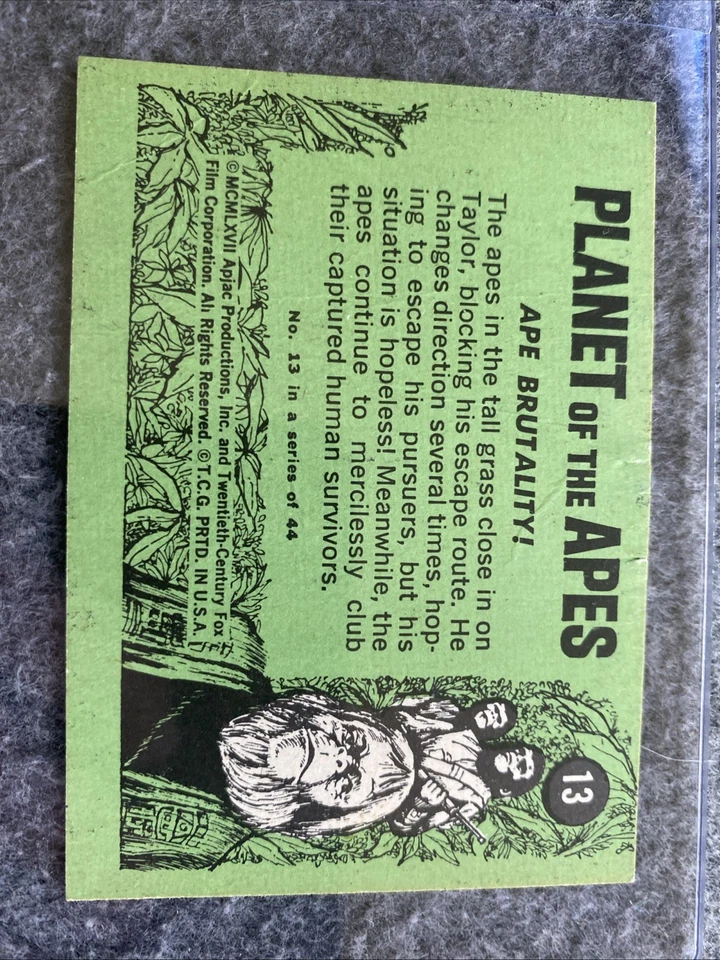 PLANET OF THE APES
13
APE BRUTALITY!
The apes in the tall grass close in on
Taylor, blocking his escape route. He
changes direction several times, hop-
ing to escape his pursuers, but his
situation is hopeless! Meanwhile, the
apes continue to mercilessly club
their captured human survivors.
No. 13 in a series of 44
©MCMLXVII Apjac Productions, Inc. and Twentieth-Century Fox
Film Corporation. All Rights Reserved. ©T.C.G. PRTD. IN U.S.A.